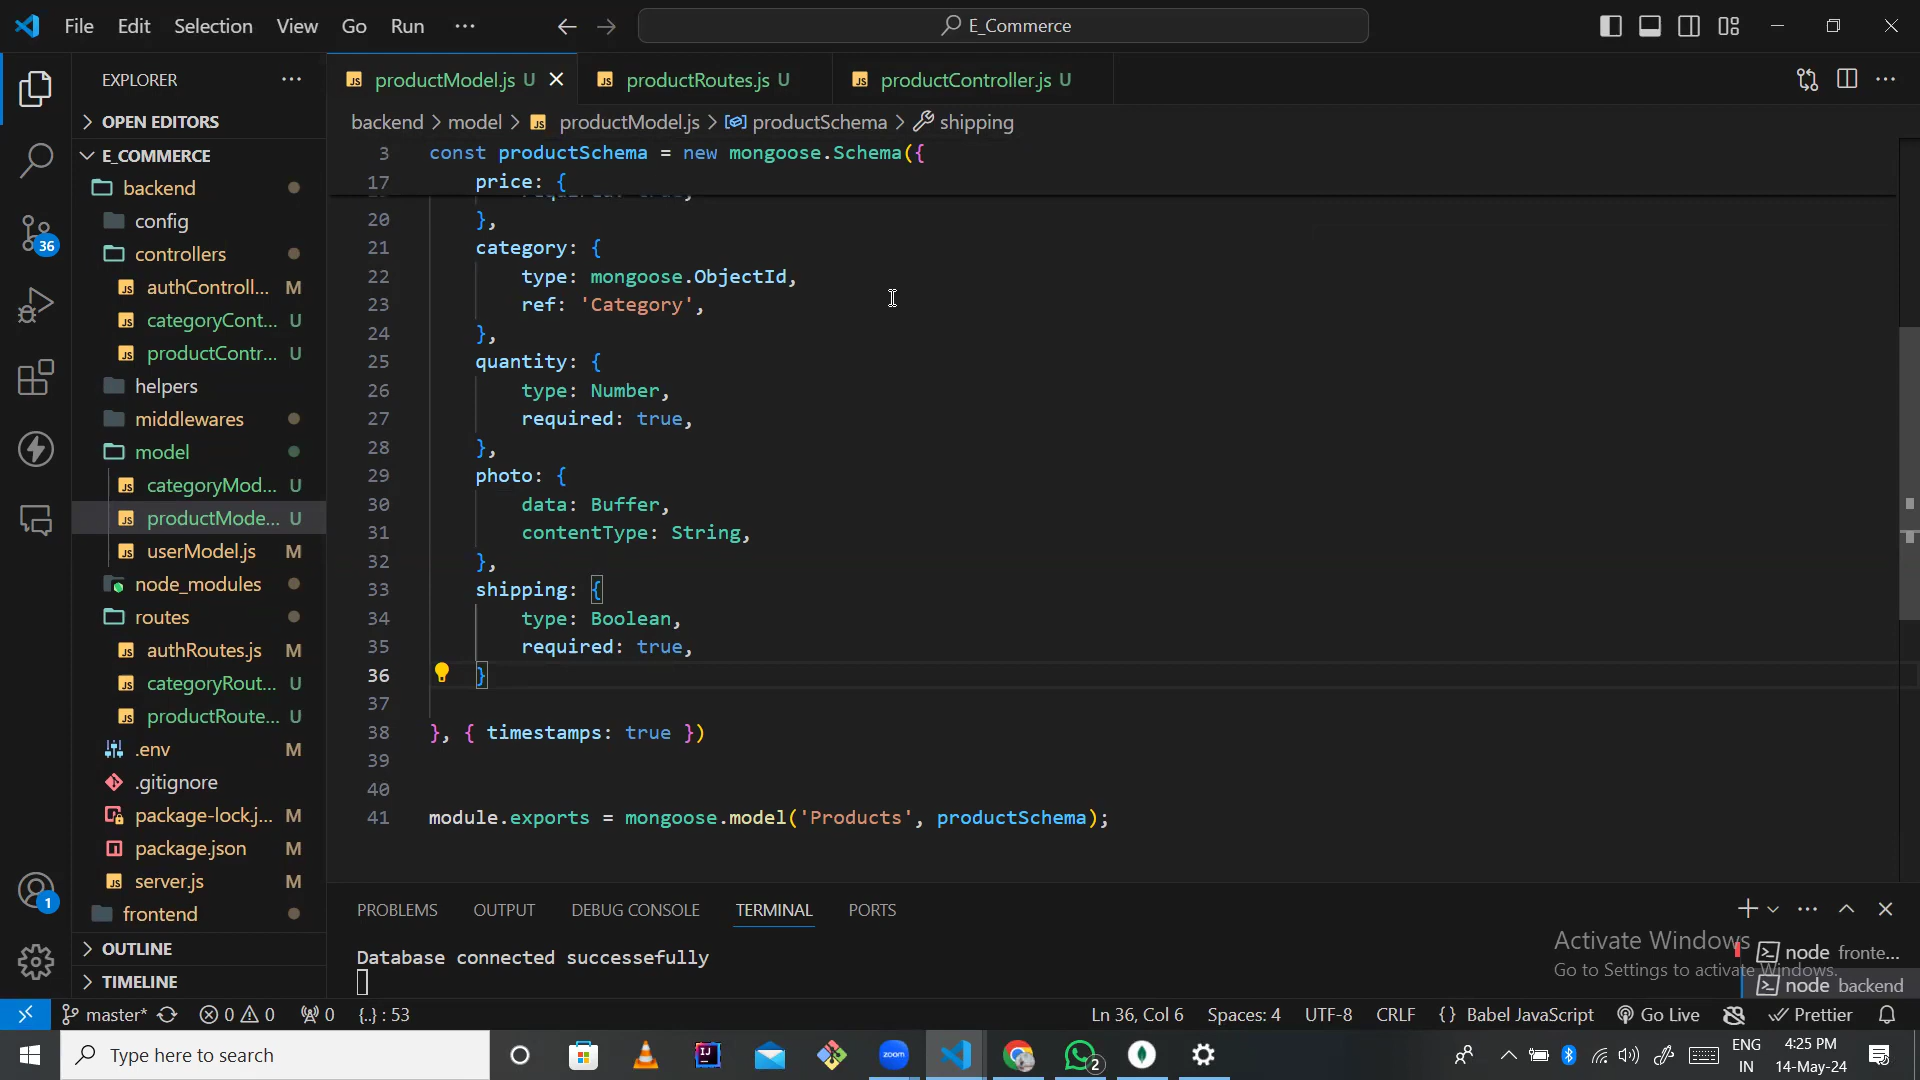 File Edit Selection View Go Run ··· E_Commerce
EXPLORER ···
OPEN EDITORS
E_COMMERCE
backend
config
controllers
authControll... M
categoryCont... U
productContr... U
helpers
middlewares
model
categoryMod... U
productMode... U
userModel.js M
node_modules
routes
authRoutes.js M
categoryRout... U
productRoute... U
.env M
.gitignore
package-lock.j... M
package.json M
server.js M
frontend
OUTLINE
TIMELINE
36
1
productModel.js U productRoutes.js U productController.js U
backend > model > productModel.js > productSchema > shipping
3 const productSchema = new mongoose.Schema({
17 price: {
20 },
21 category: {
22 type: mongoose.ObjectId,
23 ref: 'Category',
24 },
25 quantity: {
26 type: Number,
27 required: true,
28 },
29 photo: {
30 data: Buffer,
31 contentType: String,
32 },
33 shipping: {
34 type: Boolean,
35 required: true,
36 }
37
38 }, { timestamps: true })
39
40
41 module.exports = mongoose.model('Products', productSchema);
PROBLEMS OUTPUT DEBUG CONSOLE TERMINAL PORTS
Database connected successefully
node fronte...
node backend
Activate Windows
Go to Settings to activate Windows.
master* 0 0 0 {..} : 53 Ln 36, Col 6 Spaces: 4 UTF-8 CRLF {} Babel JavaScript Go Live Prettier
Type here to search
zoom
2
ENG
IN
4:25 PM
14-May-24